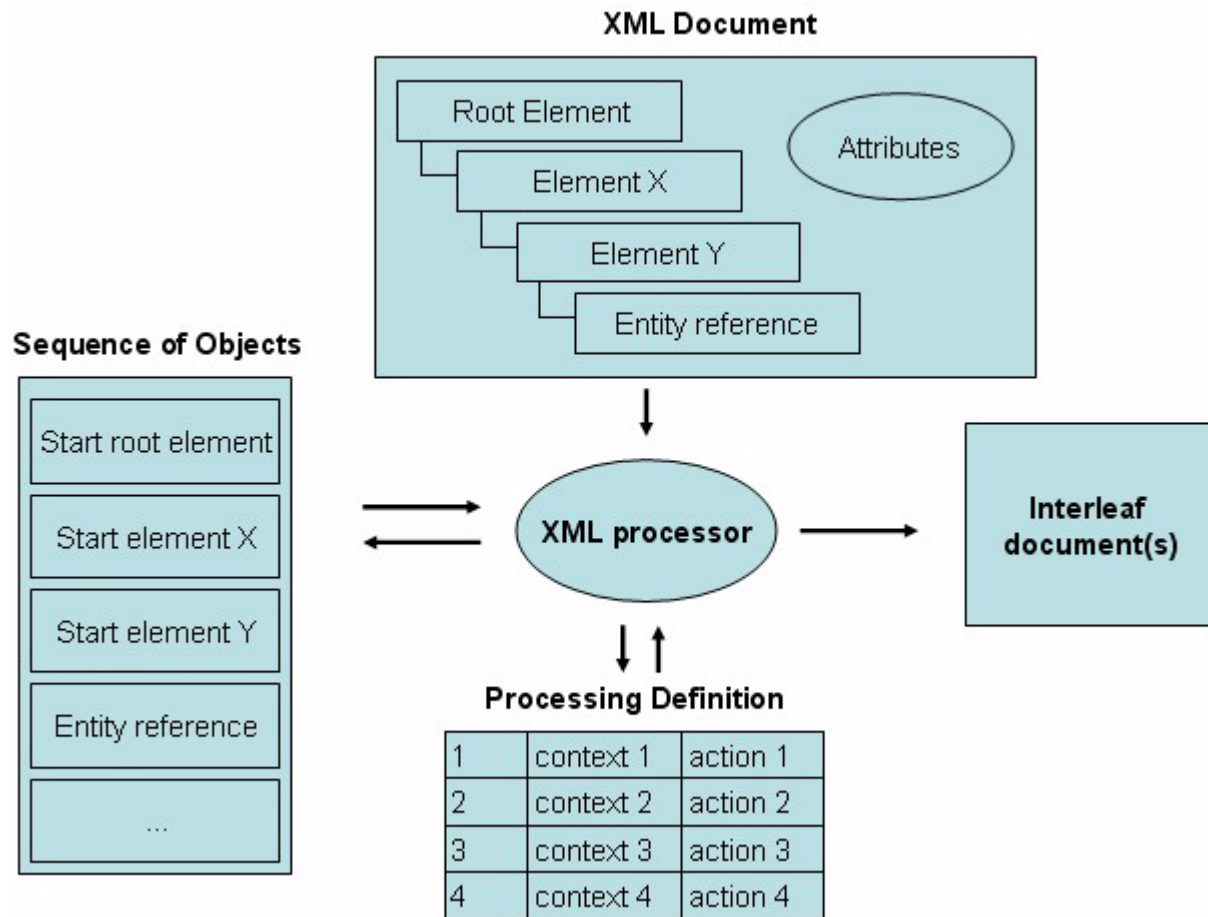 XML Document
Root Element
Attributes
Element X
Element Y
Entity reference
Sequence of Objects
Start root element
Start element X
Start element Y
Entity reference
...
XML processor
Interleaf
document(s)
Processing Definition
1 context 1 action 1
2 context 2 action 2
3 context 3 action 3
4 context 4 action 4